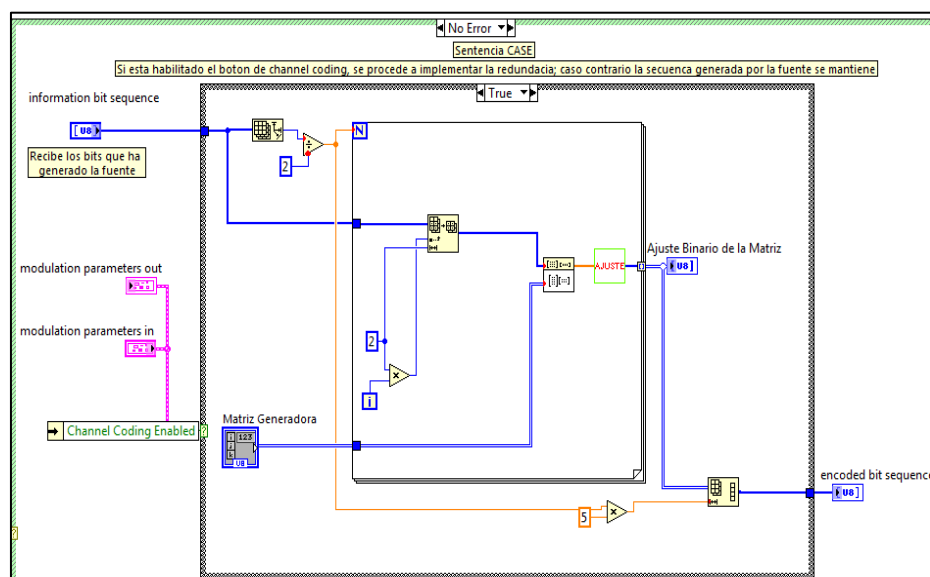 No Error
Sentencia CASE
Si esta habilitado el boton de channel coding, se procede a implementar la redundacia; caso contrario la secuenca generada por la fuente se mantiene
True
information bit sequence
[U8]
Recibe los bits que ha
generado la fuente
2
N
Ajuste Binario de la Matriz
AJUSTE
U8]
modulation parameters out
modulation parameters in
2
i
Matriz Generadora
123
U8
Channel Coding Enabled
?
encoded bit sequence
U8]
5
?